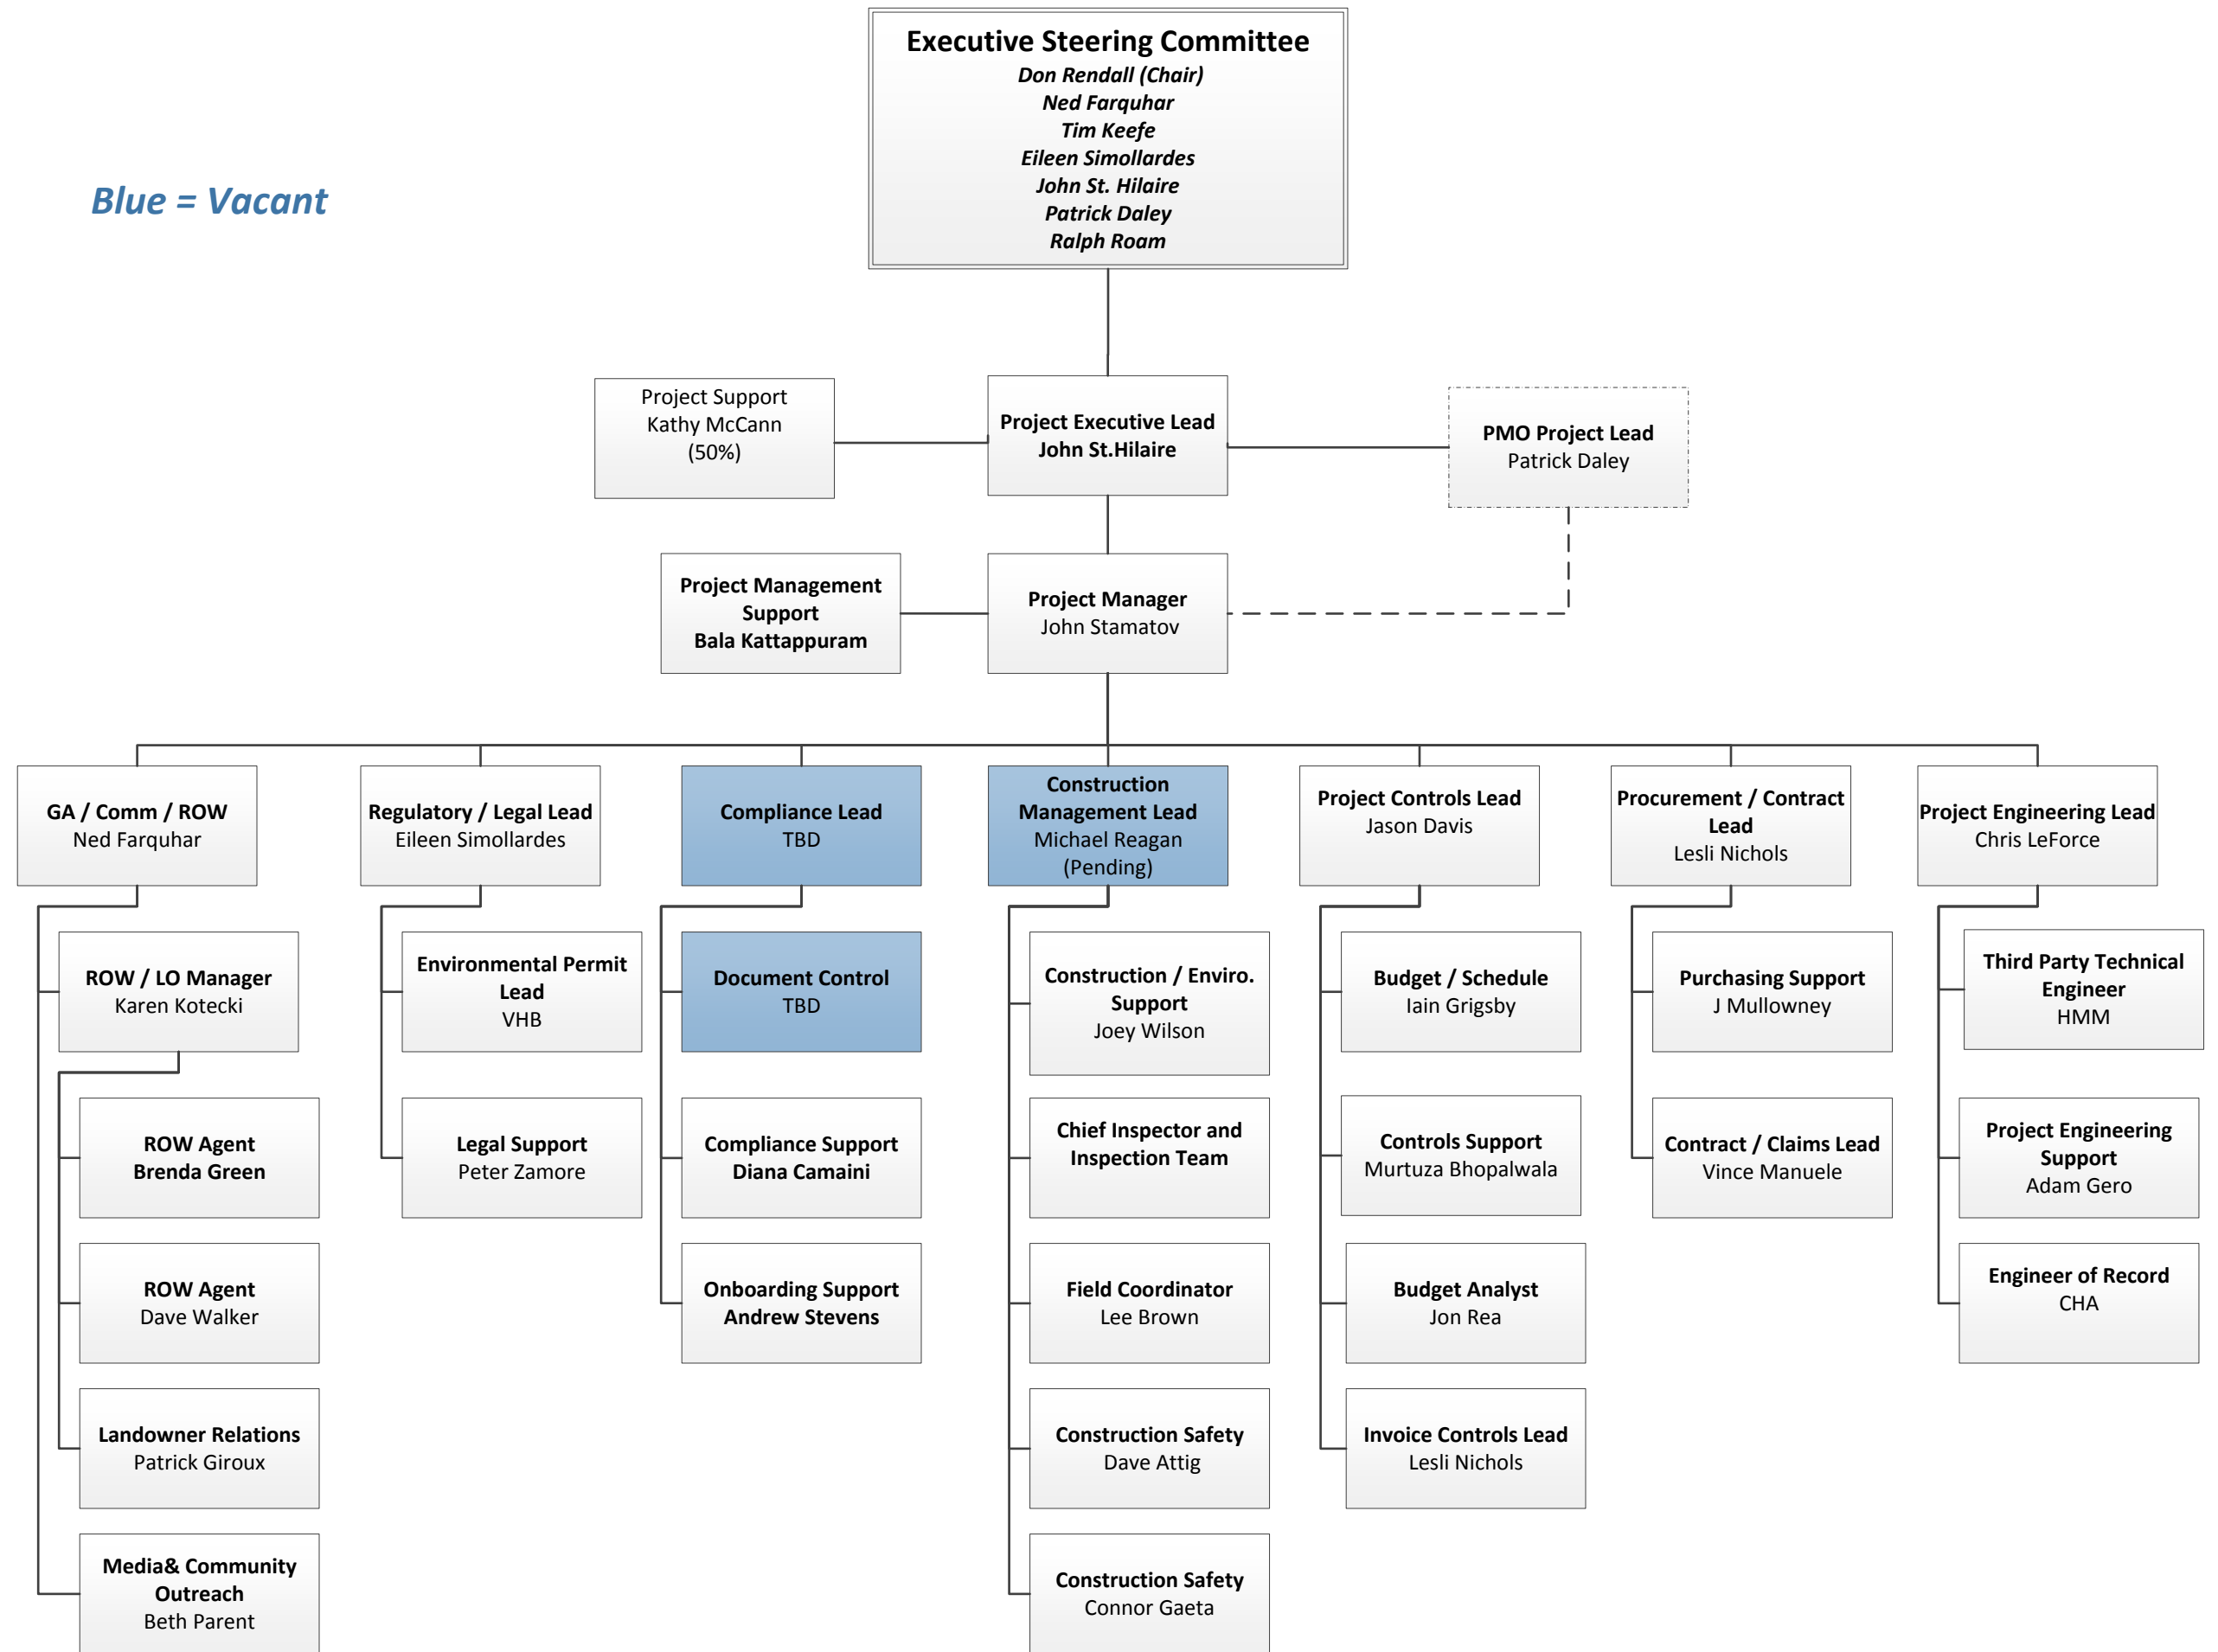 Executive Steering Committee
Don Rendall (Chair)
Ned Farquhar
Tim Keefe
Eileen Simollardes
John St. Hilaire
Patrick Daley
Ralph Roam
Blue = Vacant
Project Support
Kathy McCann
(50%)
Project Executive Lead
John St.Hilaire
PMO Project Lead
Patrick Daley
Project Management
Support
Bala Kattappuram
Project Manager
John Stamatov
GA / Comm / ROW
Ned Farquhar
Regulatory / Legal Lead
Eileen Simollardes
Compliance Lead
TBD
Construction
Management Lead
Michael Reagan
(Pending)
Project Controls Lead
Jason Davis
Procurement / Contract
Lead
Lesli Nichols
Project Engineering Lead
Chris LeForce
ROW / LO Manager
Karen Kotecki
Environmental Permit
Lead
VHB
Document Control
TBD
Construction / Enviro.
Support
Joey Wilson
Budget / Schedule
Iain Grigsby
Purchasing Support
J Mullowney
Third Party Technical
Engineer
HMM
ROW Agent
Brenda Green
Legal Support
Peter Zamore
Compliance Support
Diana Camaini
Chief Inspector and
Inspection Team
Controls Support
Murtuza Bhopalwala
Contract / Claims Lead
Vince Manuele
Project Engineering
Support
Adam Gero
ROW Agent
Dave Walker
Onboarding Support
Andrew Stevens
Field Coordinator
Lee Brown
Budget Analyst
Jon Rea
Engineer of Record
CHA
Landowner Relations
Patrick Giroux
Construction Safety
Dave Attig
Invoice Controls Lead
Lesli Nichols
Media& Community
Outreach
Beth Parent
Construction Safety
Connor Gaeta